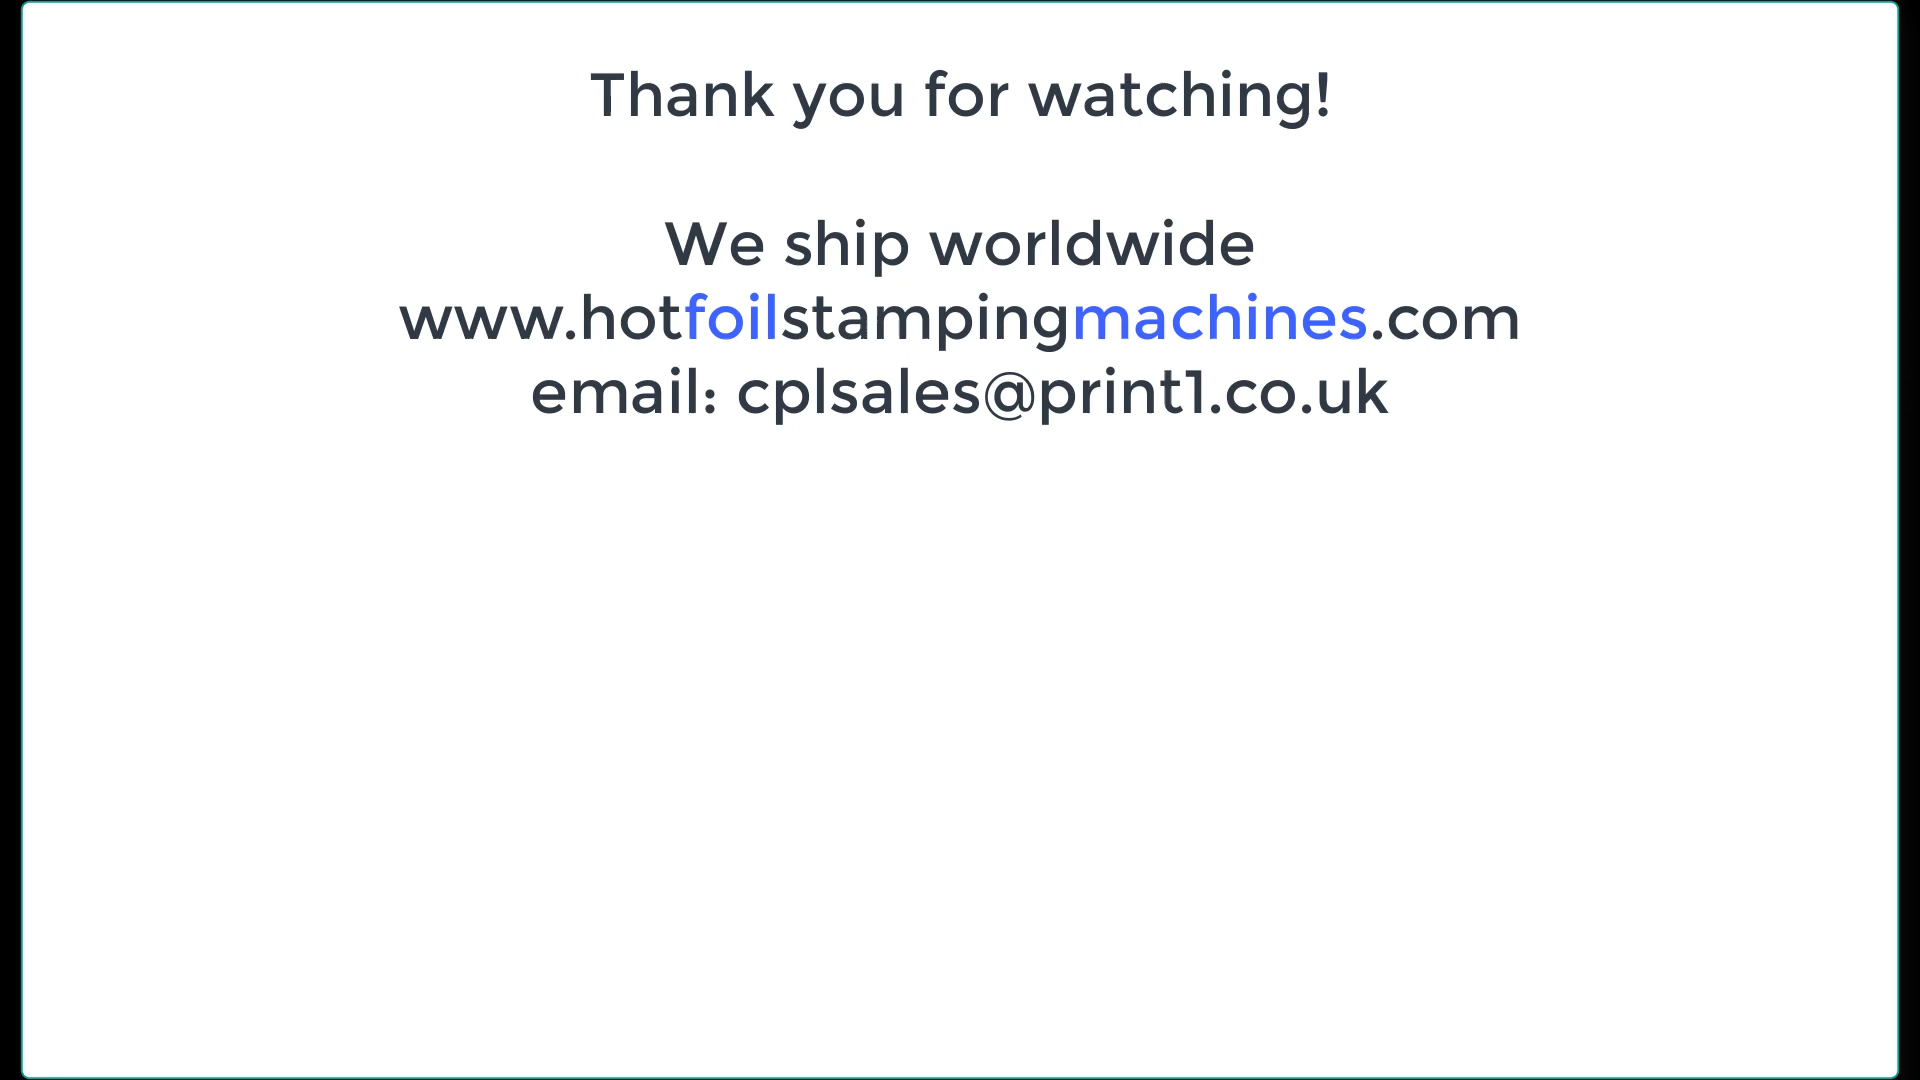 Thank you for watching!
We ship worldwide
www.hotfoilstampingmachines.com
email: cplsales@print1.co.uk